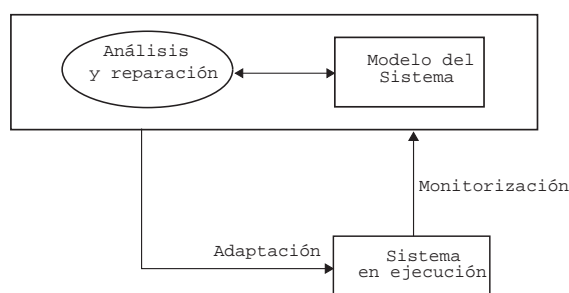 Análisis
y reparación
Modelo del
Sistema
Monitorización
Adaptación
Sistema
en ejecución